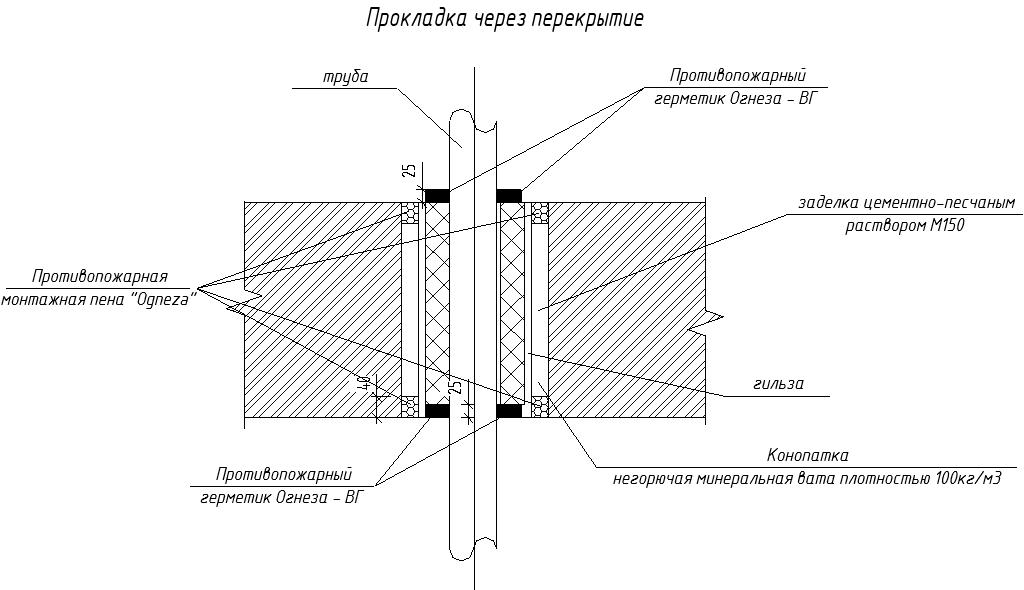 Прокладка через перекрытие
труба
Противопожарный
герметик Огнеза - ВГ
25
заделка цементно-песчаным
раствором М150
Противопожарная
монтажная пена "Ogneza"
40
25
гильза
Противопожарный
герметик Огнеза - ВГ
Конопатка
негорючая минеральная вата плотностью 100кг/м3